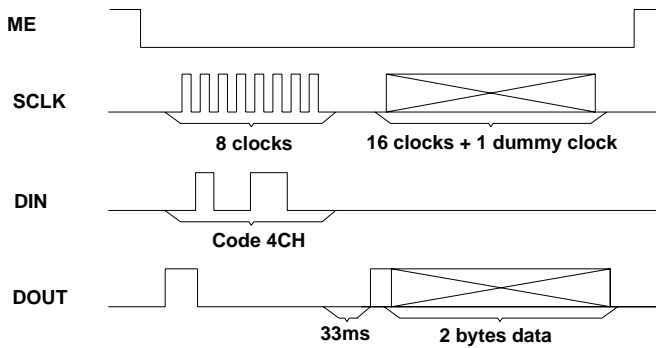 ME
SCLK
8 clocks
16 clocks + 1 dummy clock
DIN
Code 4CH
DOUT
33ms
2 bytes data